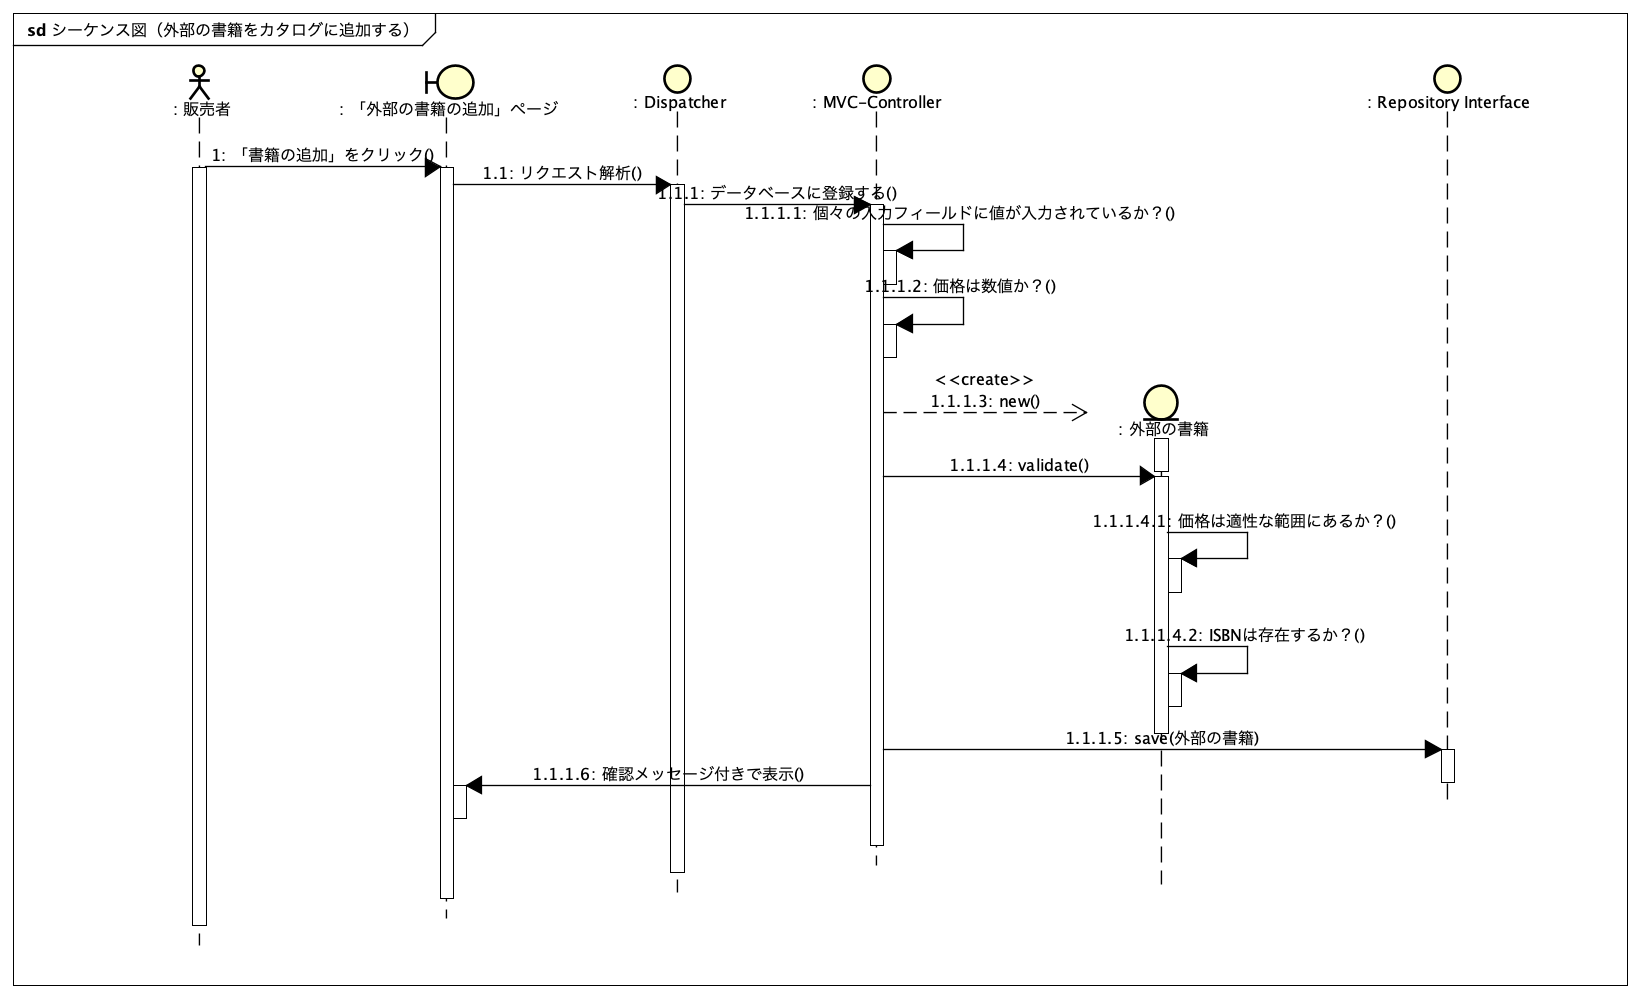 sd シーケンス図（外部の書籍をカタログに追加する）
: 販売者
: 「外部の書籍の追加」ページ
: Dispatcher
: MVC-Controller
: Repository Interface
1: 「書籍の追加」をクリック()
1.1: リクエスト解析()
1.1.1: データベースに登録する()
1.1.1.1: 個々の入力フィールドに値が入力されているか？()
1.1.1.2: 価格は数値か？()
<<create>>
1.1.1.3: new()
: 外部の書籍
1.1.1.4: validate()
1.1.1.4.1: 価格は適性な範囲にあるか？()
1.1.1.4.2: ISBNは存在するか？()
1.1.1.5: save(外部の書籍)
1.1.1.6: 確認メッセージ付きで表示()